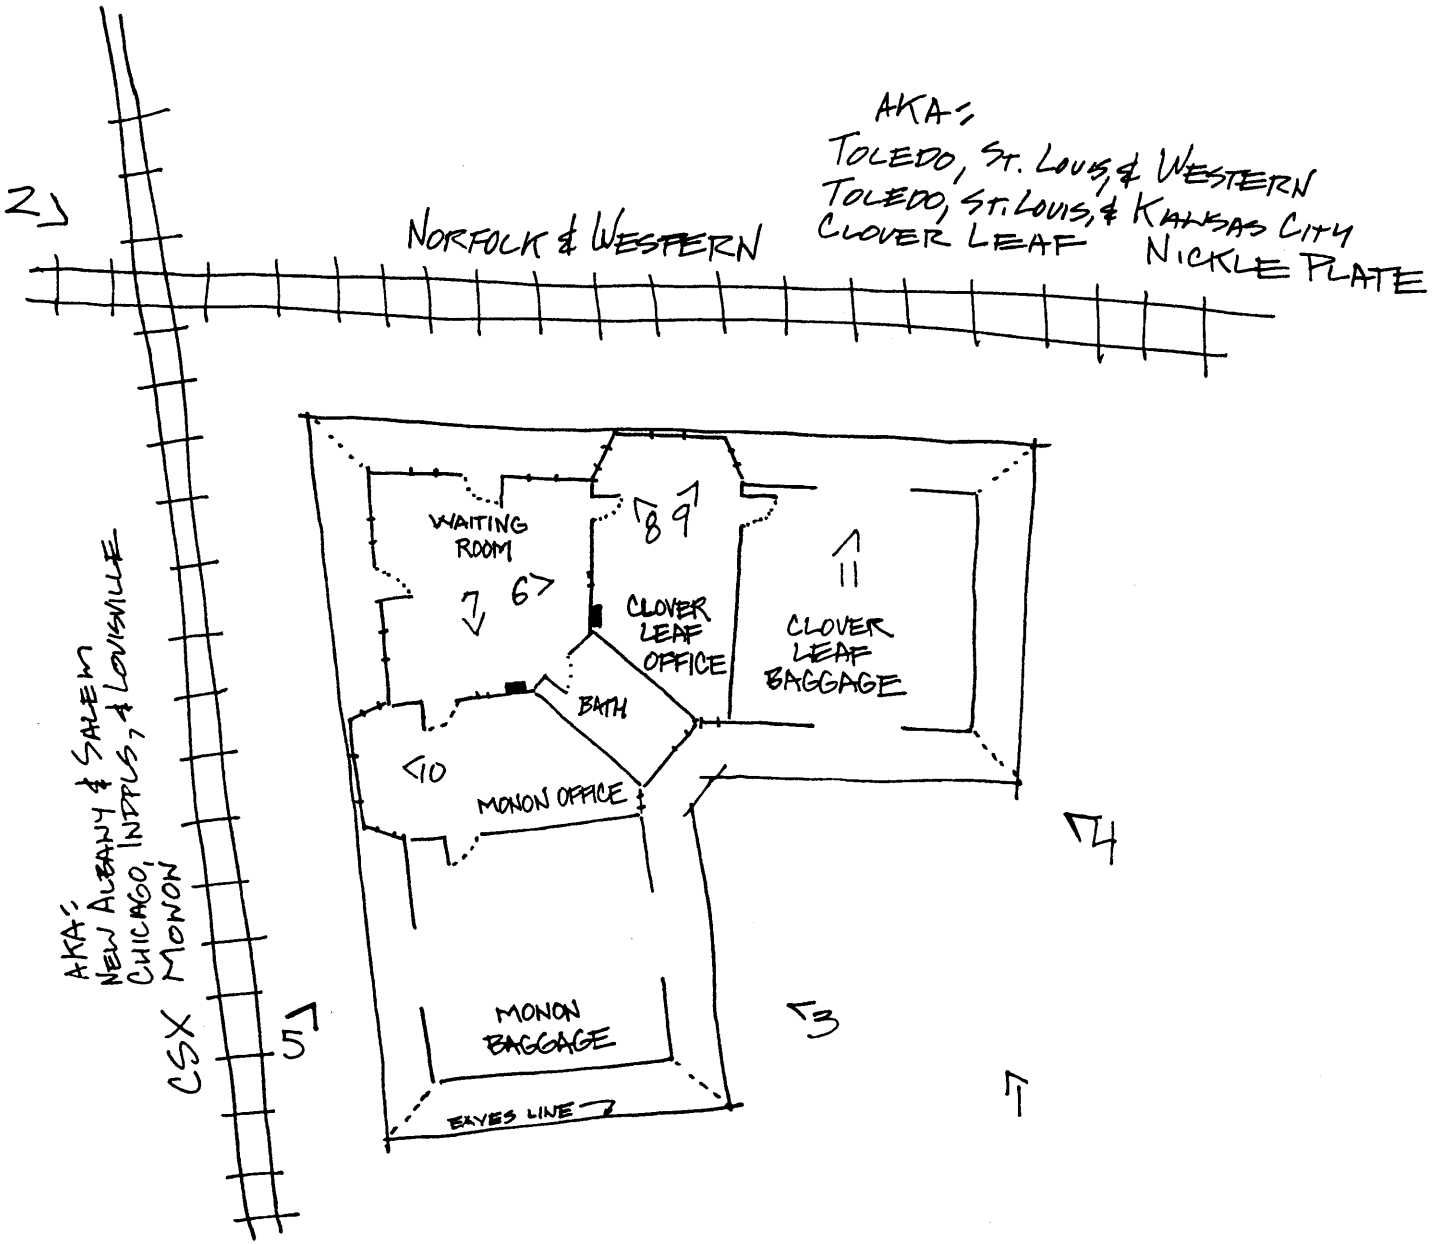 AKA:
TOLEDO, ST. LOUIS, & WESTERN
TOLEDO, ST. LOUIS, & KANSAS CITY
CLOVER LEAF
NICKLE PLATE
2
NORFOLK & WESTERN
WAITING
ROOM
8 9
11
6
7
CLOVER
LEAF
OFFICE
CLOVER
LEAF
BAGGAGE
BATH
10
MONON OFFICE
4
AKA:
NEW ALBANY & SALEM
CHICAGO, INDPLS, & LOUISVILLE
MONON
CSX
5
MONON
BAGGAGE
3
1
EAVES LINE